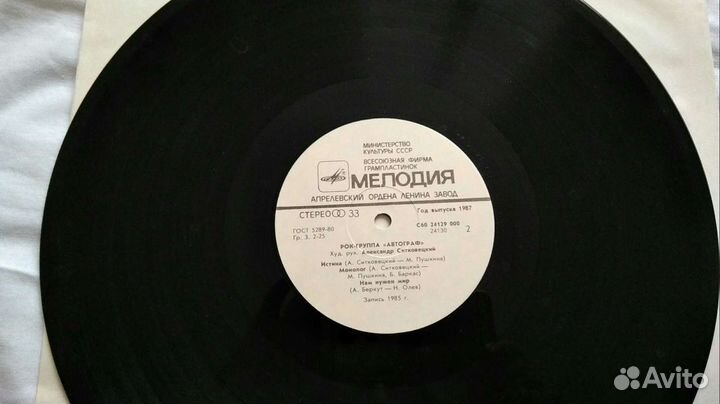 МИНИСТЕРСТВО
КУЛЬТУРЫ СССР
ВСЕСОЮЗНАЯ ФИРМА
ГРАМПЛАСТИНОК
МЕЛОДИЯ
АПРЕЛЕВСКИЙ ОРДЕНА ЛЕНИНА ЗАВОД
СТЕРЕО 33
Год выпуска 1987
ГОСТ 5289-80
Гр. 3. 2-25
С60 24129 000
24130 2
РОК-ГРУППА «АВТОГРАФ»
Худ. рук. Александр Ситковецкий
Истина (А. Ситковецкий — М. Пушкина)
Монолог (А. Ситковецкий —
М. Пушкина, Б. Баркас)
Нам нужен мир
(А. Беркут — Н. Олев)
Запись 1985 г.
Avito